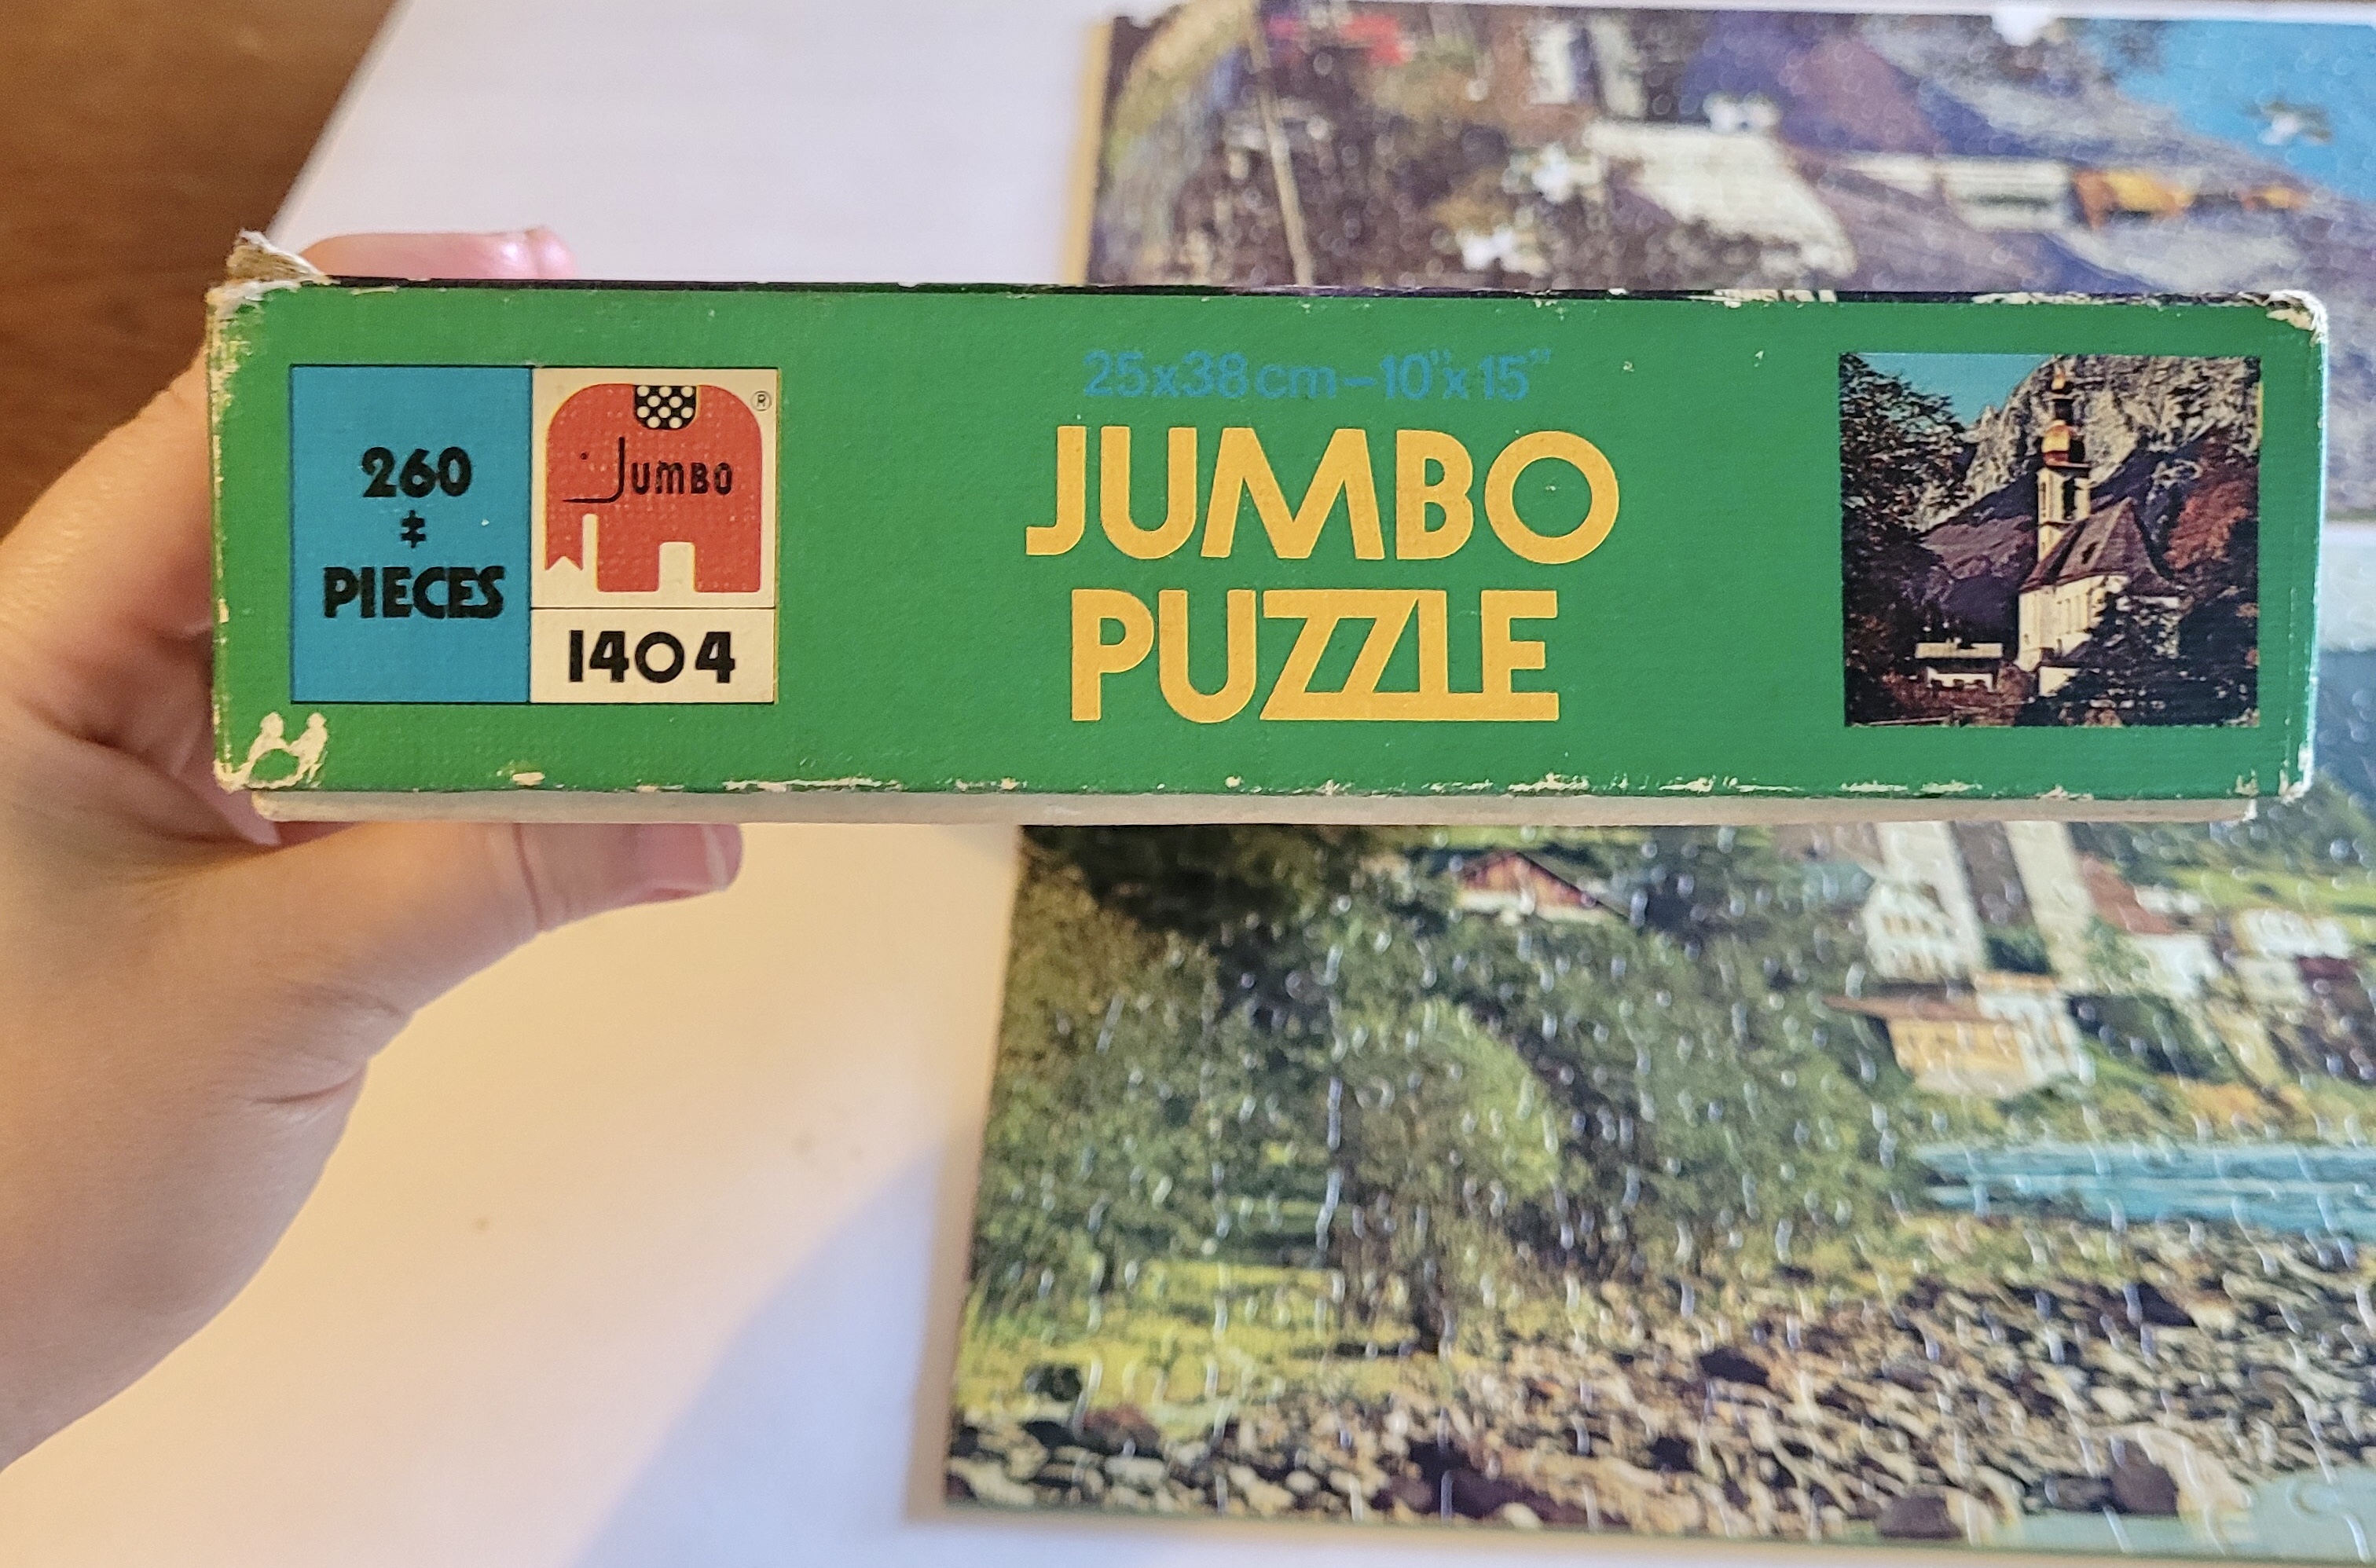 260
‡
PIECES
Jumbo
®
1404
25x38cm–10"x15"
JUMBO
PUZZLE